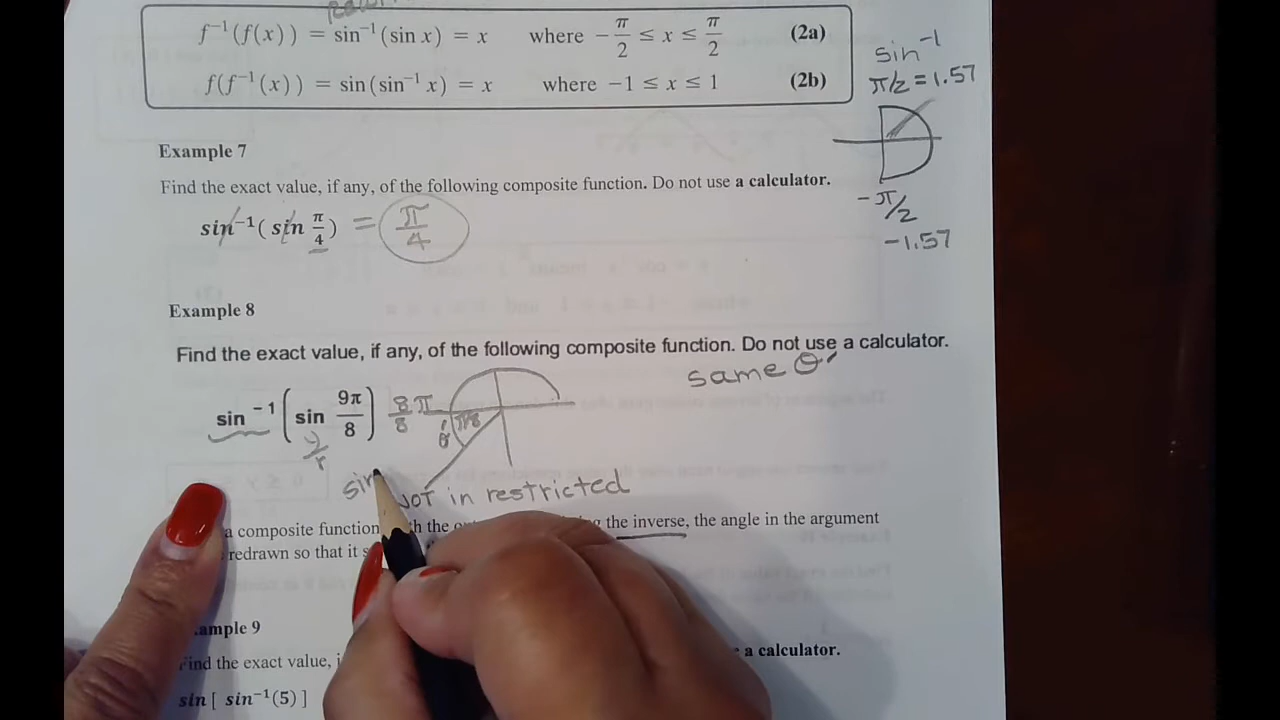 f⁻¹(f(x)) = sin⁻¹(sin x) = x where -π/2 ≤ x ≤ π/2 (2a)
f(f⁻¹(x)) = sin(sin⁻¹ x) = x where -1 ≤ x ≤ 1 (2b)
sin⁻¹
π/2 = 1.57
-π/2
-1.57
Example 7
Find the exact value, if any, of the following composite function. Do not use a calculator.
sin⁻¹(sin π/4) = π/4
Example 8
Find the exact value, if any, of the following composite function. Do not use a calculator.
same θ'
sin⁻¹(sin 9π/8) 8π/8 π/8
θ'
y/r
sin
not in restricted
a composite function the inverse, the angle in the argument
redrawn so that it s
ample 9
Find the exact value, i a calculator.
sin [ sin⁻¹(5) ]